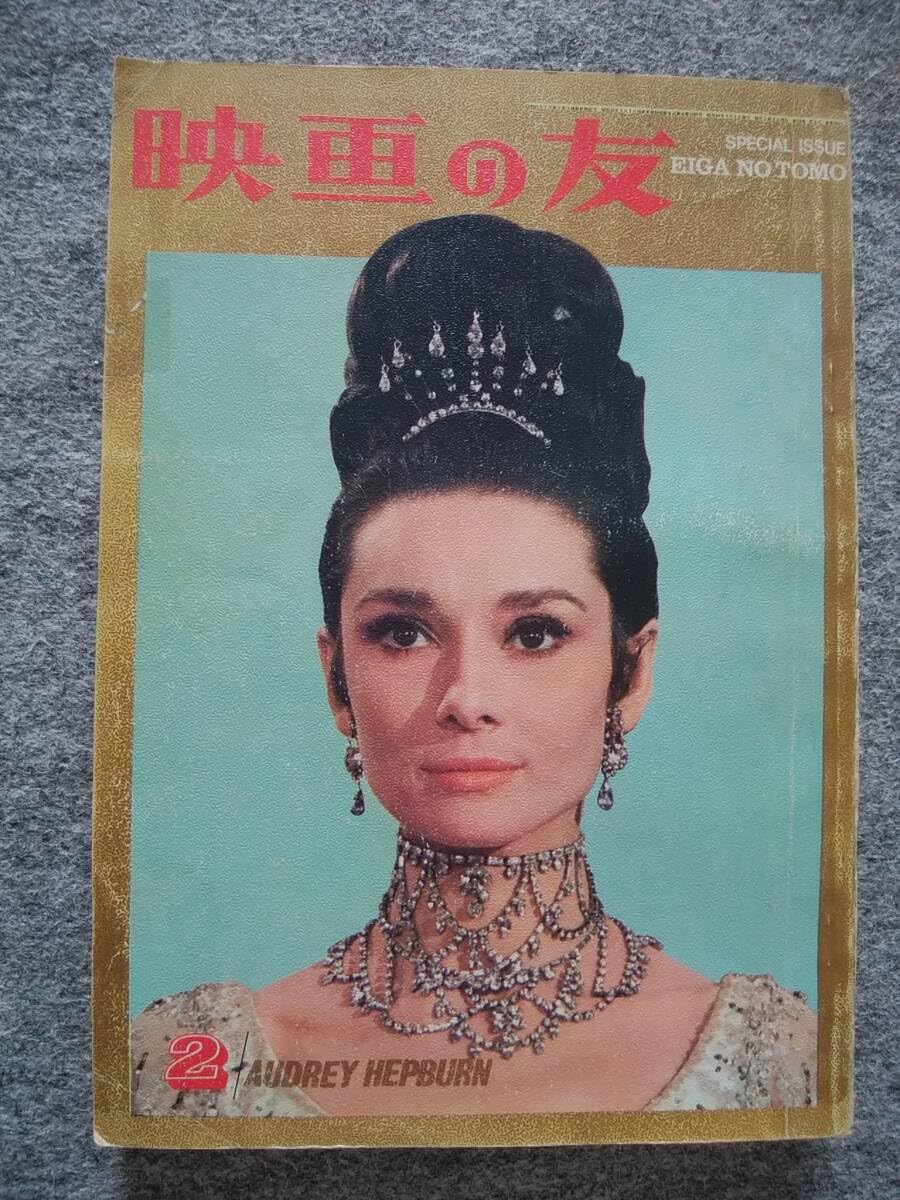 映画の友
SPECIAL ISSUE
EIGA NO TOMO
2/AUDREY HEPBURN